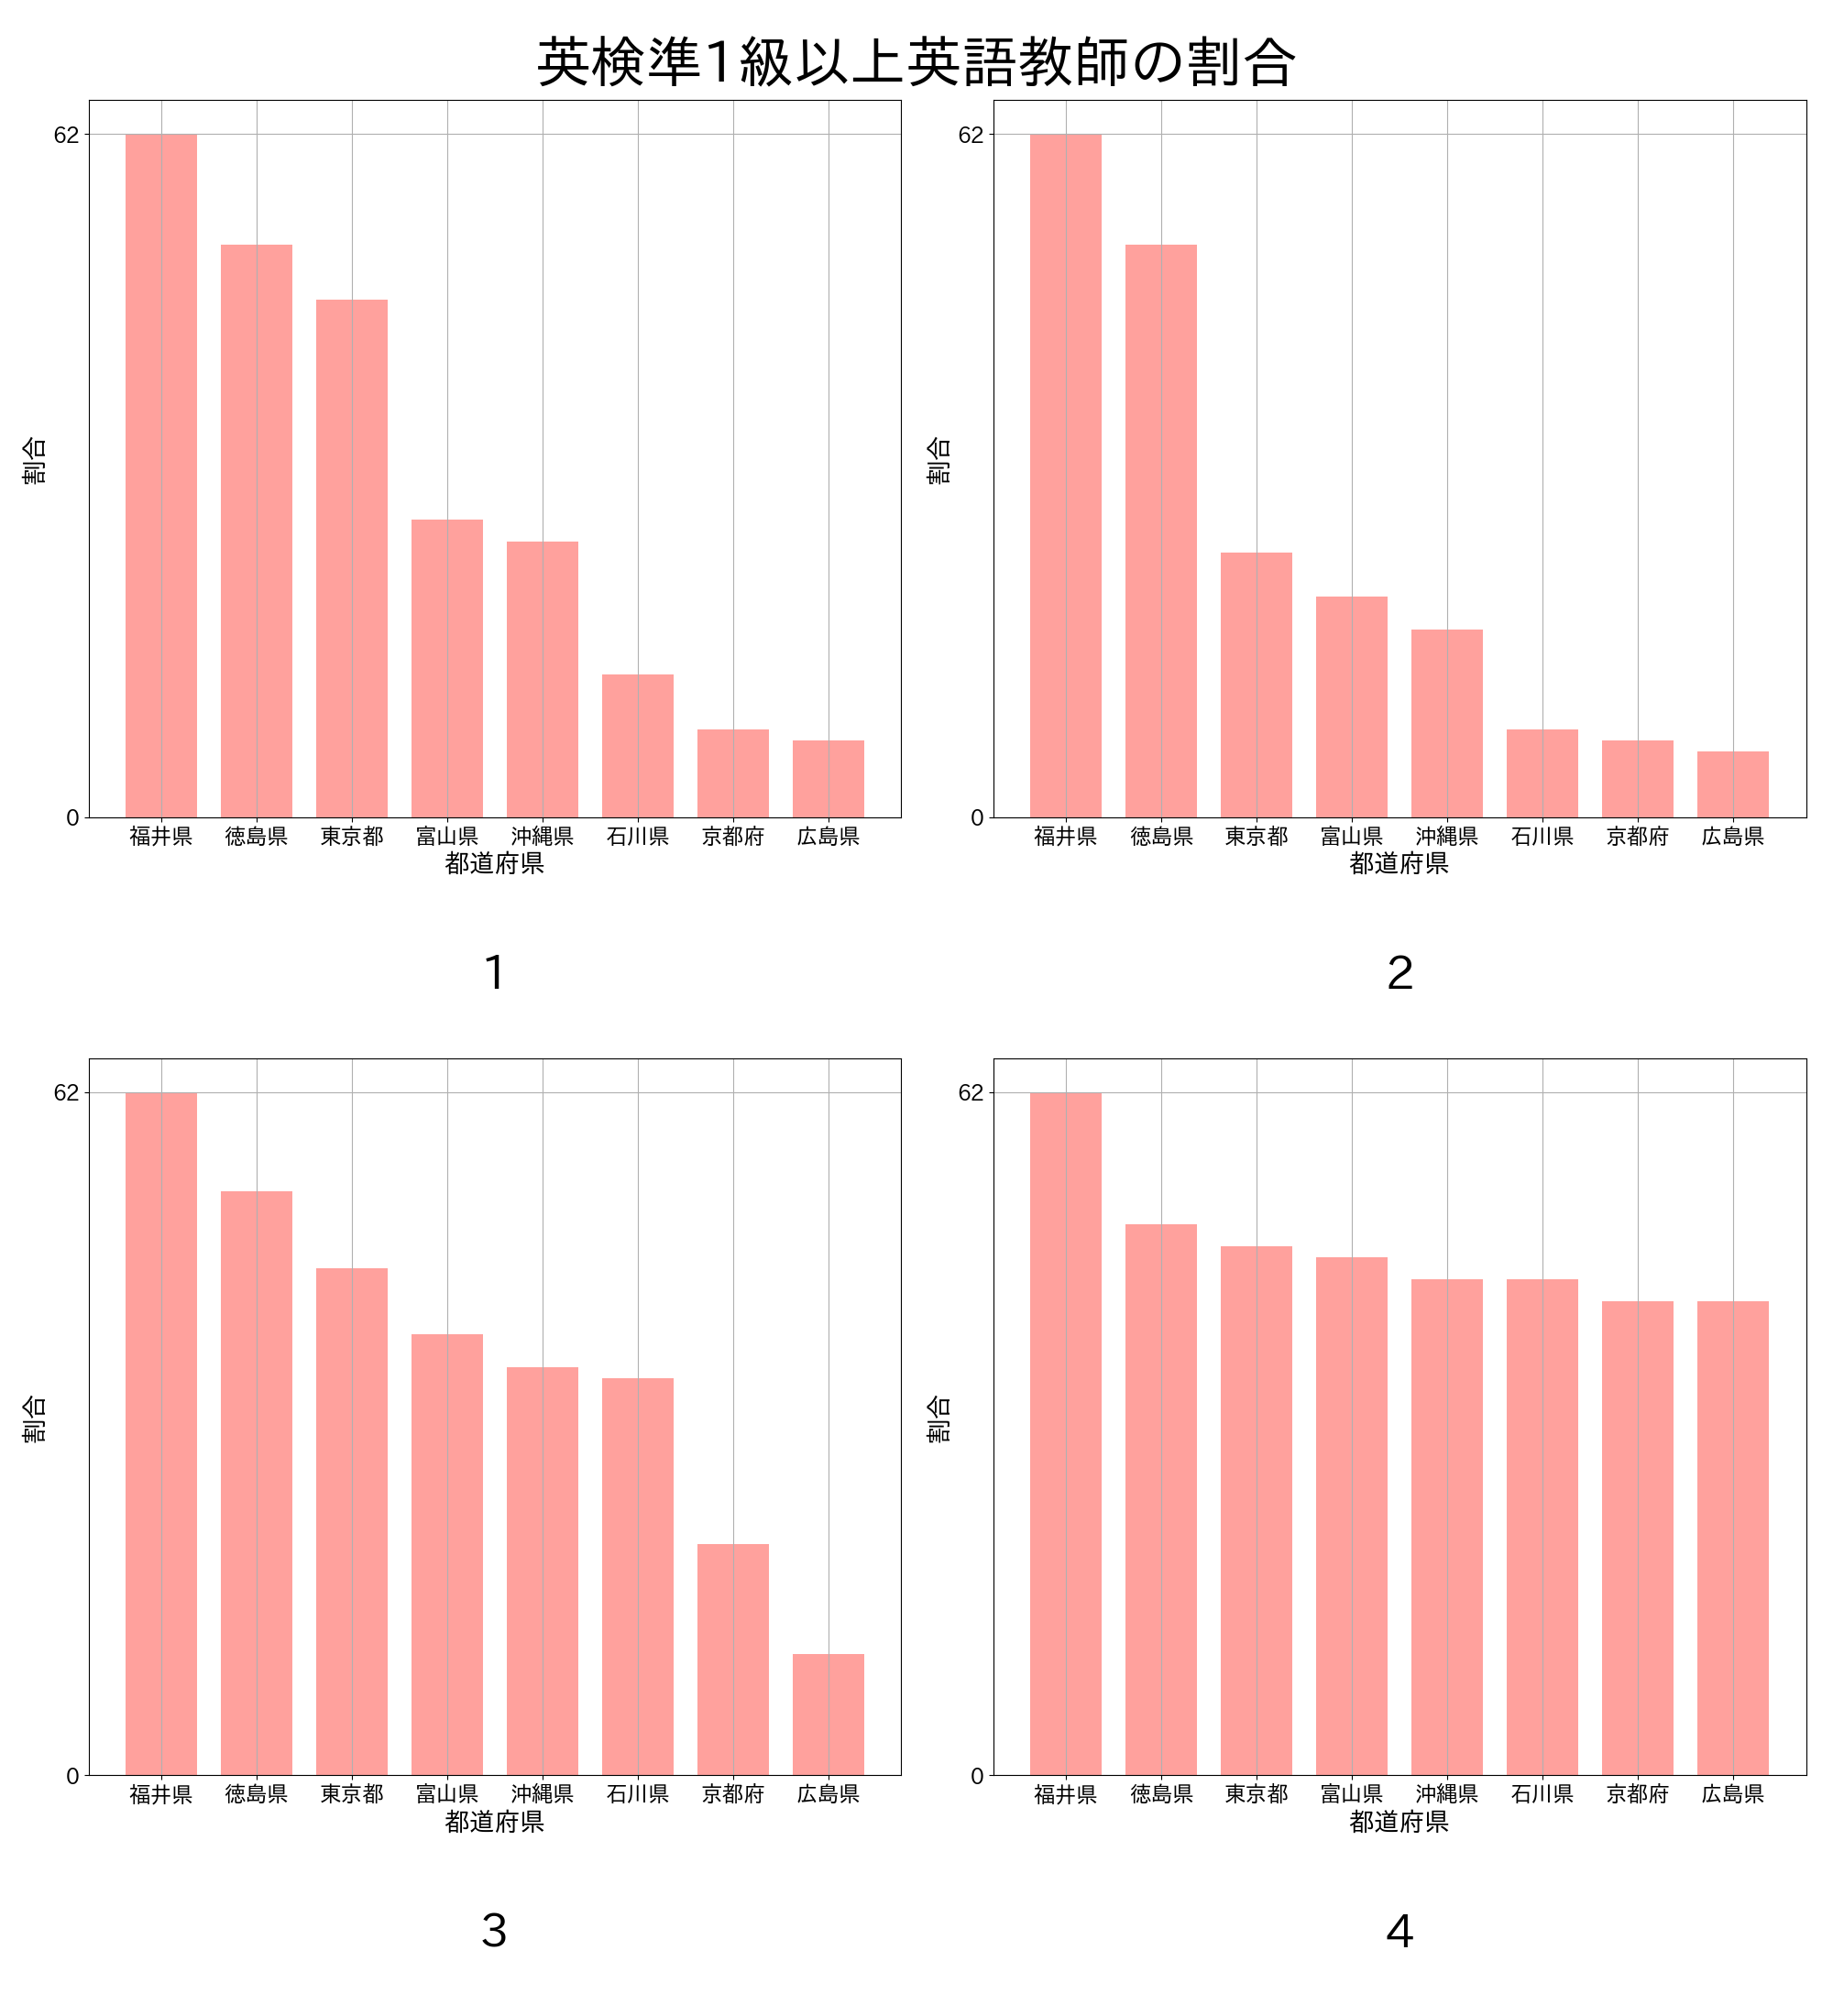 英検準1級以上英語教師の割合
62
0
割合
福井県 徳島県 東京都 富山県 沖縄県 石川県 京都府 広島県
都道府県
1
62
0
割合
福井県 徳島県 東京都 富山県 沖縄県 石川県 京都府 広島県
都道府県
2
62
0
割合
福井県 徳島県 東京都 富山県 沖縄県 石川県 京都府 広島県
都道府県
3
62
0
割合
福井県 徳島県 東京都 富山県 沖縄県 石川県 京都府 広島県
都道府県
4